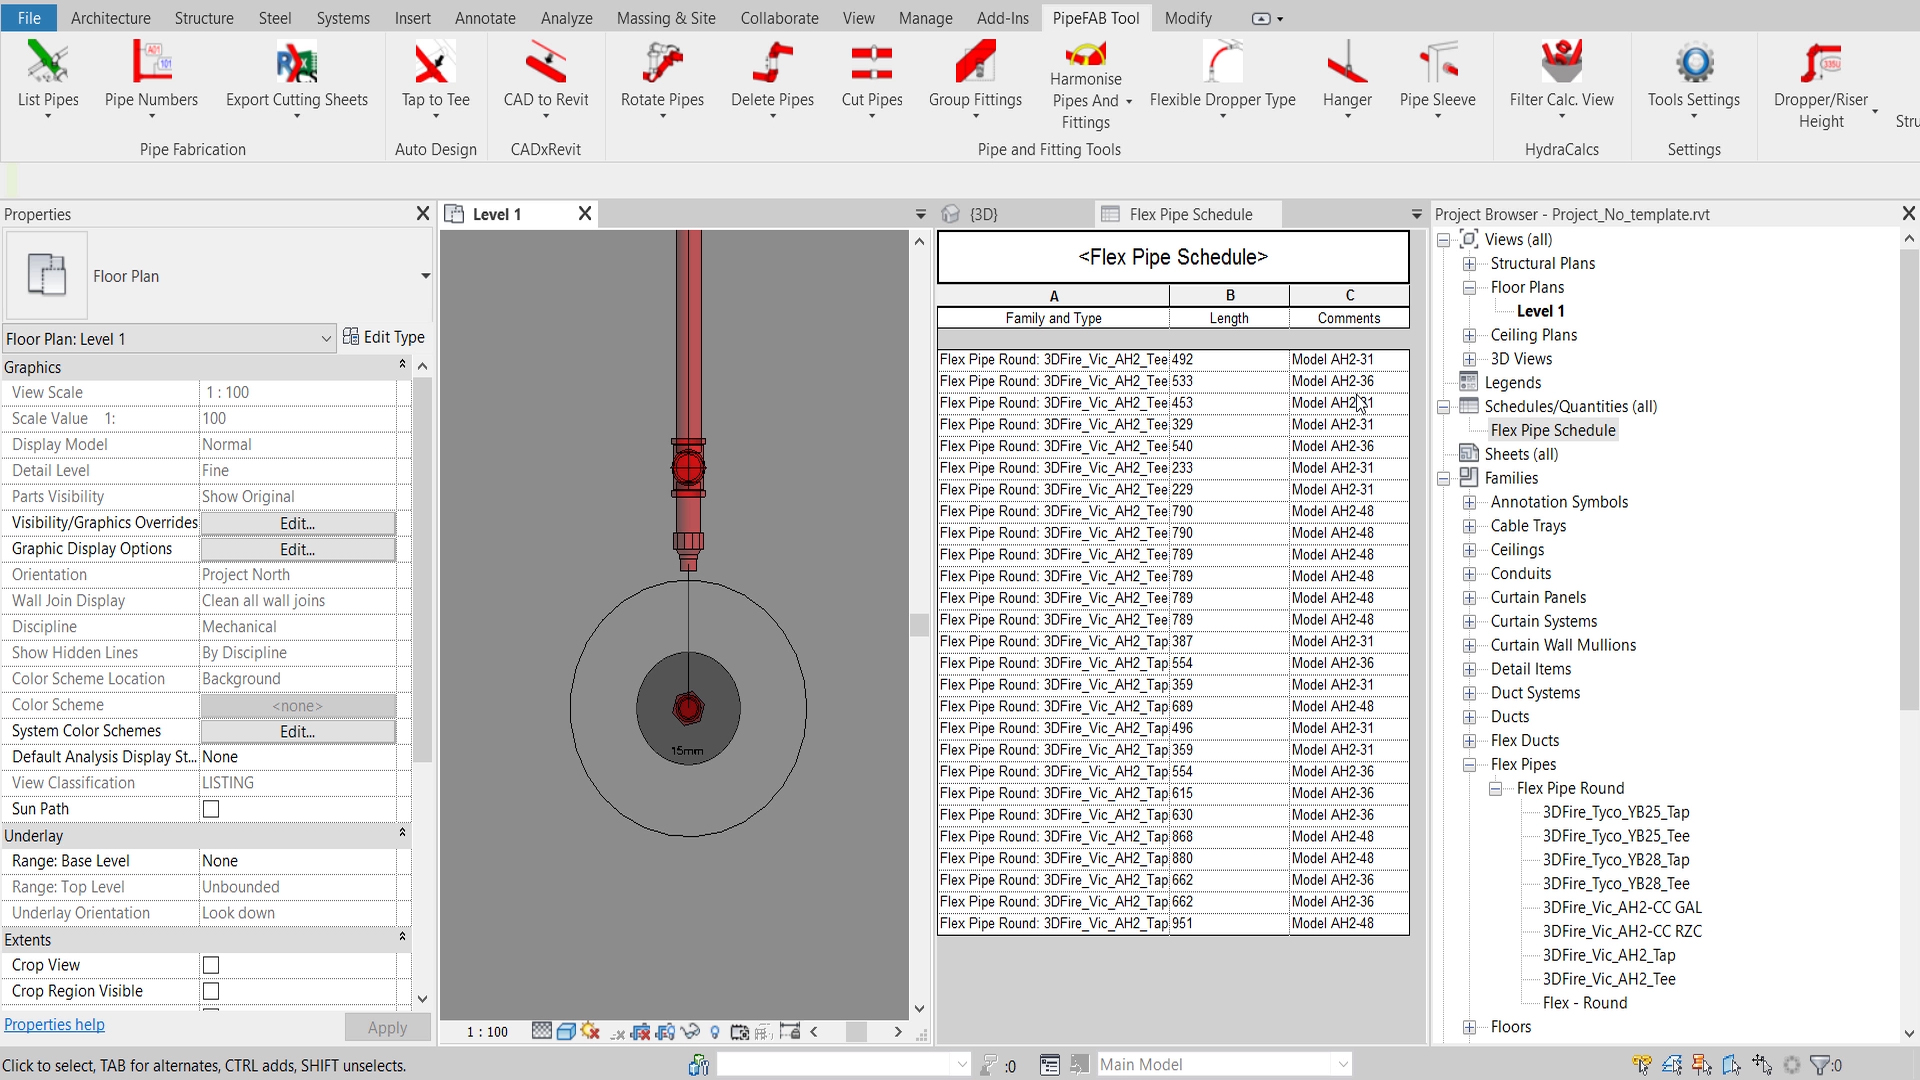 File Architecture Structure Steel Systems Insert Annotate Analyze Massing & Site Collaborate View Manage Add-Ins PipeFAB Tool Modify
List Pipes Pipe Numbers Export Cutting Sheets Tap to Tee CAD to Revit Rotate Pipes Delete Pipes Cut Pipes Group Fittings Harmonise Pipes And Fittings Flexible Dropper Type Hanger Pipe Sleeve Filter Calc. View Tools Settings Dropper/Riser Height Stru
Pipe Fabrication Auto Design CADxRevit Pipe and Fitting Tools HydraCalcs Settings
Properties
Floor Plan
Floor Plan: Level 1 Edit Type
Graphics
View Scale 1 : 100
Scale Value 1: 100
Display Model Normal
Detail Level Fine
Parts Visibility Show Original
Visibility/Graphics Overrides Edit...
Graphic Display Options Edit...
Orientation Project North
Wall Join Display Clean all wall joins
Discipline Mechanical
Show Hidden Lines By Discipline
Color Scheme Location Background
Color Scheme <none>
System Color Schemes Edit...
Default Analysis Display St... None
View Classification LISTING
Sun Path
Underlay
Range: Base Level None
Range: Top Level Unbounded
Underlay Orientation Look down
Extents
Crop View
Crop Region Visible
Properties help Apply
Level 1
15mm
1 : 100
{3D} Flex Pipe Schedule
<Flex Pipe Schedule>
A B C
Family and Type Length Comments
Flex Pipe Round: 3DFire_Vic_AH2_Tee 492 Model AH2-31
Flex Pipe Round: 3DFire_Vic_AH2_Tee 533 Model AH2-36
Flex Pipe Round: 3DFire_Vic_AH2_Tee 453 Model AH2-31
Flex Pipe Round: 3DFire_Vic_AH2_Tee 329 Model AH2-31
Flex Pipe Round: 3DFire_Vic_AH2_Tee 540 Model AH2-36
Flex Pipe Round: 3DFire_Vic_AH2_Tee 233 Model AH2-31
Flex Pipe Round: 3DFire_Vic_AH2_Tee 229 Model AH2-31
Flex Pipe Round: 3DFire_Vic_AH2_Tee 790 Model AH2-48
Flex Pipe Round: 3DFire_Vic_AH2_Tee 790 Model AH2-48
Flex Pipe Round: 3DFire_Vic_AH2_Tee 789 Model AH2-48
Flex Pipe Round: 3DFire_Vic_AH2_Tee 789 Model AH2-48
Flex Pipe Round: 3DFire_Vic_AH2_Tee 789 Model AH2-48
Flex Pipe Round: 3DFire_Vic_AH2_Tee 789 Model AH2-48
Flex Pipe Round: 3DFire_Vic_AH2_Tap 387 Model AH2-31
Flex Pipe Round: 3DFire_Vic_AH2_Tap 554 Model AH2-36
Flex Pipe Round: 3DFire_Vic_AH2_Tap 359 Model AH2-31
Flex Pipe Round: 3DFire_Vic_AH2_Tap 689 Model AH2-48
Flex Pipe Round: 3DFire_Vic_AH2_Tap 496 Model AH2-31
Flex Pipe Round: 3DFire_Vic_AH2_Tap 359 Model AH2-31
Flex Pipe Round: 3DFire_Vic_AH2_Tap 554 Model AH2-36
Flex Pipe Round: 3DFire_Vic_AH2_Tap 615 Model AH2-36
Flex Pipe Round: 3DFire_Vic_AH2_Tap 630 Model AH2-36
Flex Pipe Round: 3DFire_Vic_AH2_Tap 868 Model AH2-48
Flex Pipe Round: 3DFire_Vic_AH2_Tap 880 Model AH2-48
Flex Pipe Round: 3DFire_Vic_AH2_Tap 662 Model AH2-36
Flex Pipe Round: 3DFire_Vic_AH2_Tap 662 Model AH2-36
Flex Pipe Round: 3DFire_Vic_AH2_Tap 951 Model AH2-48
Project Browser - Project_No_template.rvt
Views (all)
Structural Plans
Floor Plans
Level 1
Ceiling Plans
3D Views
Legends
Schedules/Quantities (all)
Flex Pipe Schedule
Sheets (all)
Families
Annotation Symbols
Cable Trays
Ceilings
Conduits
Curtain Panels
Curtain Systems
Curtain Wall Mullions
Detail Items
Duct Systems
Ducts
Flex Ducts
Flex Pipes
Flex Pipe Round
3DFire_Tyco_YB25_Tap
3DFire_Tyco_YB25_Tee
3DFire_Tyco_YB28_Tap
3DFire_Tyco_YB28_Tee
3DFire_Vic_AH2-CC GAL
3DFire_Vic_AH2-CC RZC
3DFire_Vic_AH2_Tap
3DFire_Vic_AH2_Tee
Flex - Round
Floors
Click to select, TAB for alternates, CTRL adds, SHIFT unselects. :0 Main Model :0